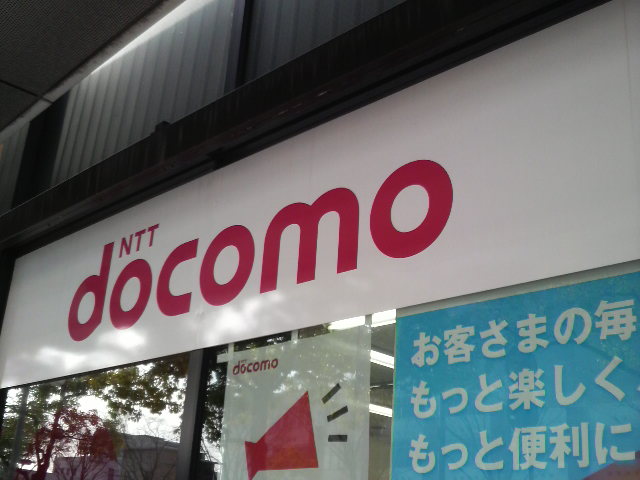 NTT
docomo
docomo
お客さまの毎
もっと楽しく
もっと便利に